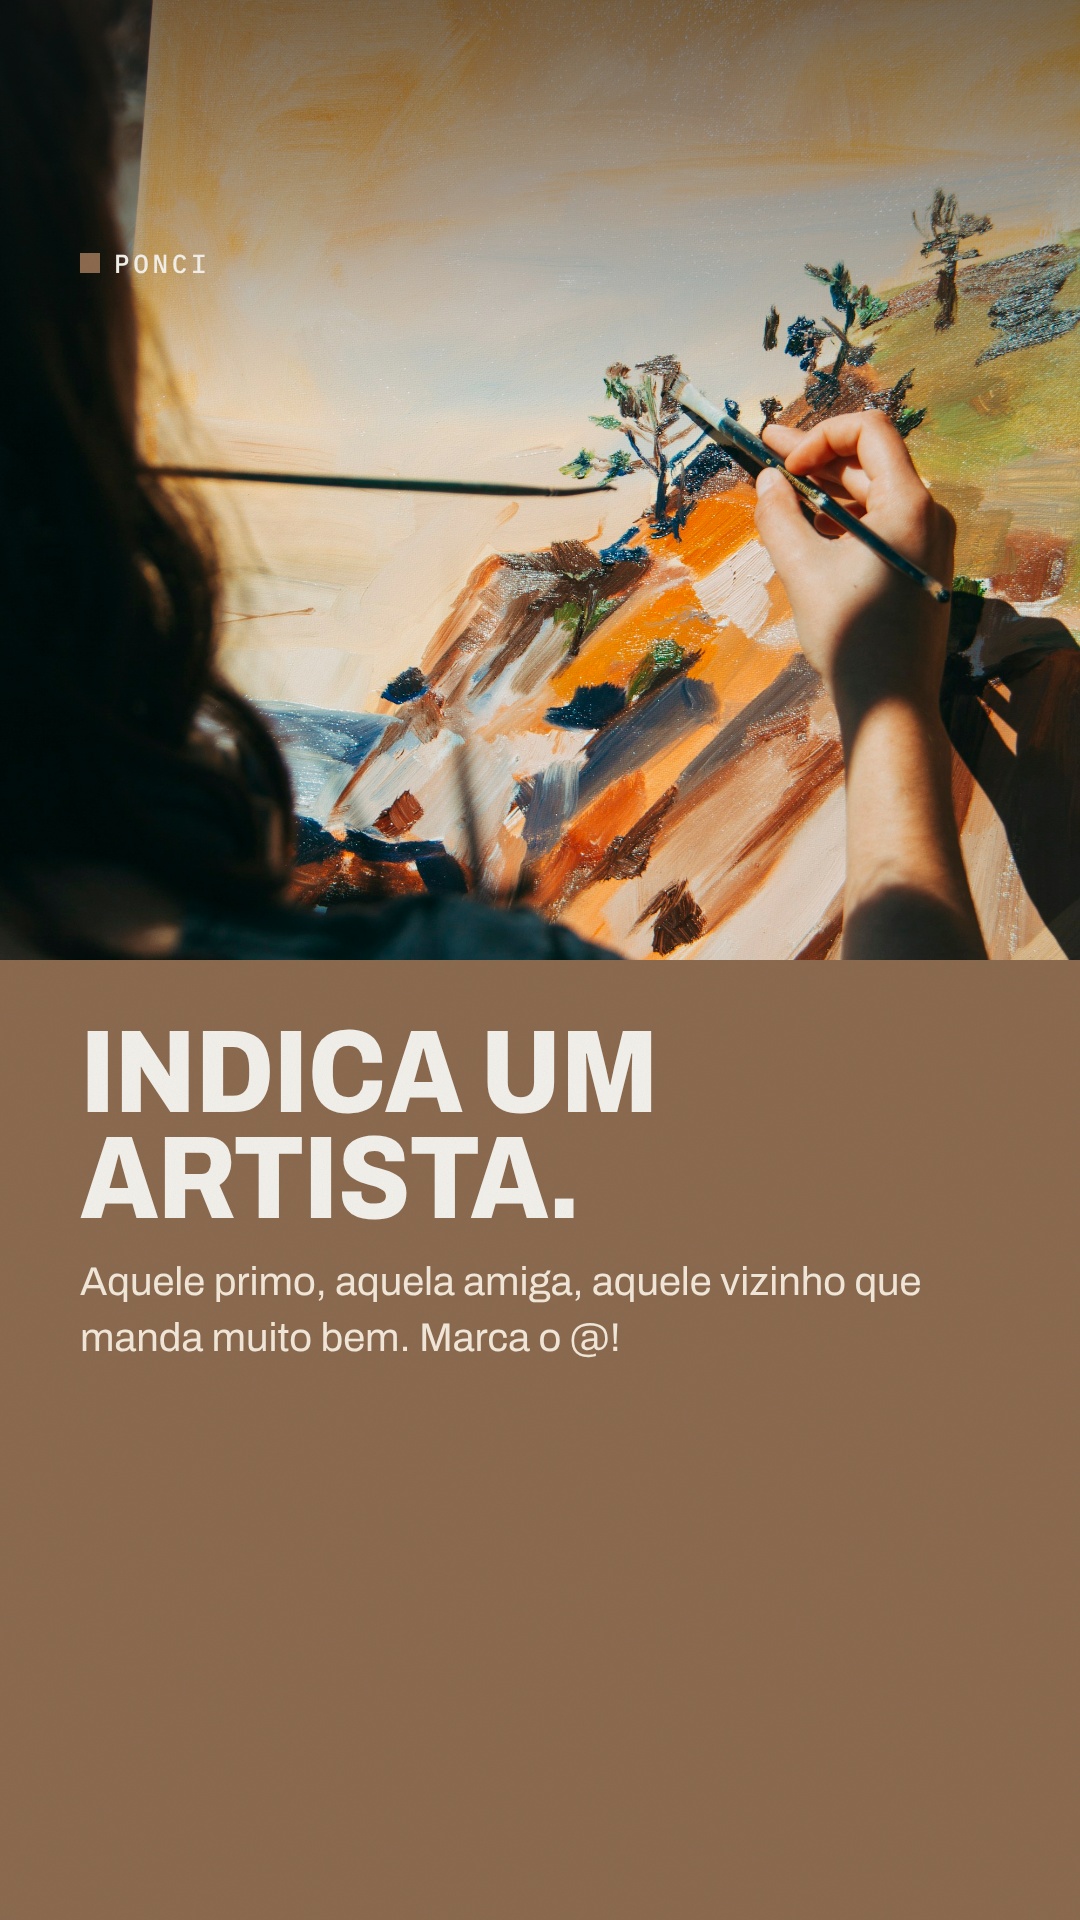 PONCI
INDICA UM
ARTISTA.
Aquele primo, aquela amiga, aquele vizinho que
manda muito bem. Marca o @!